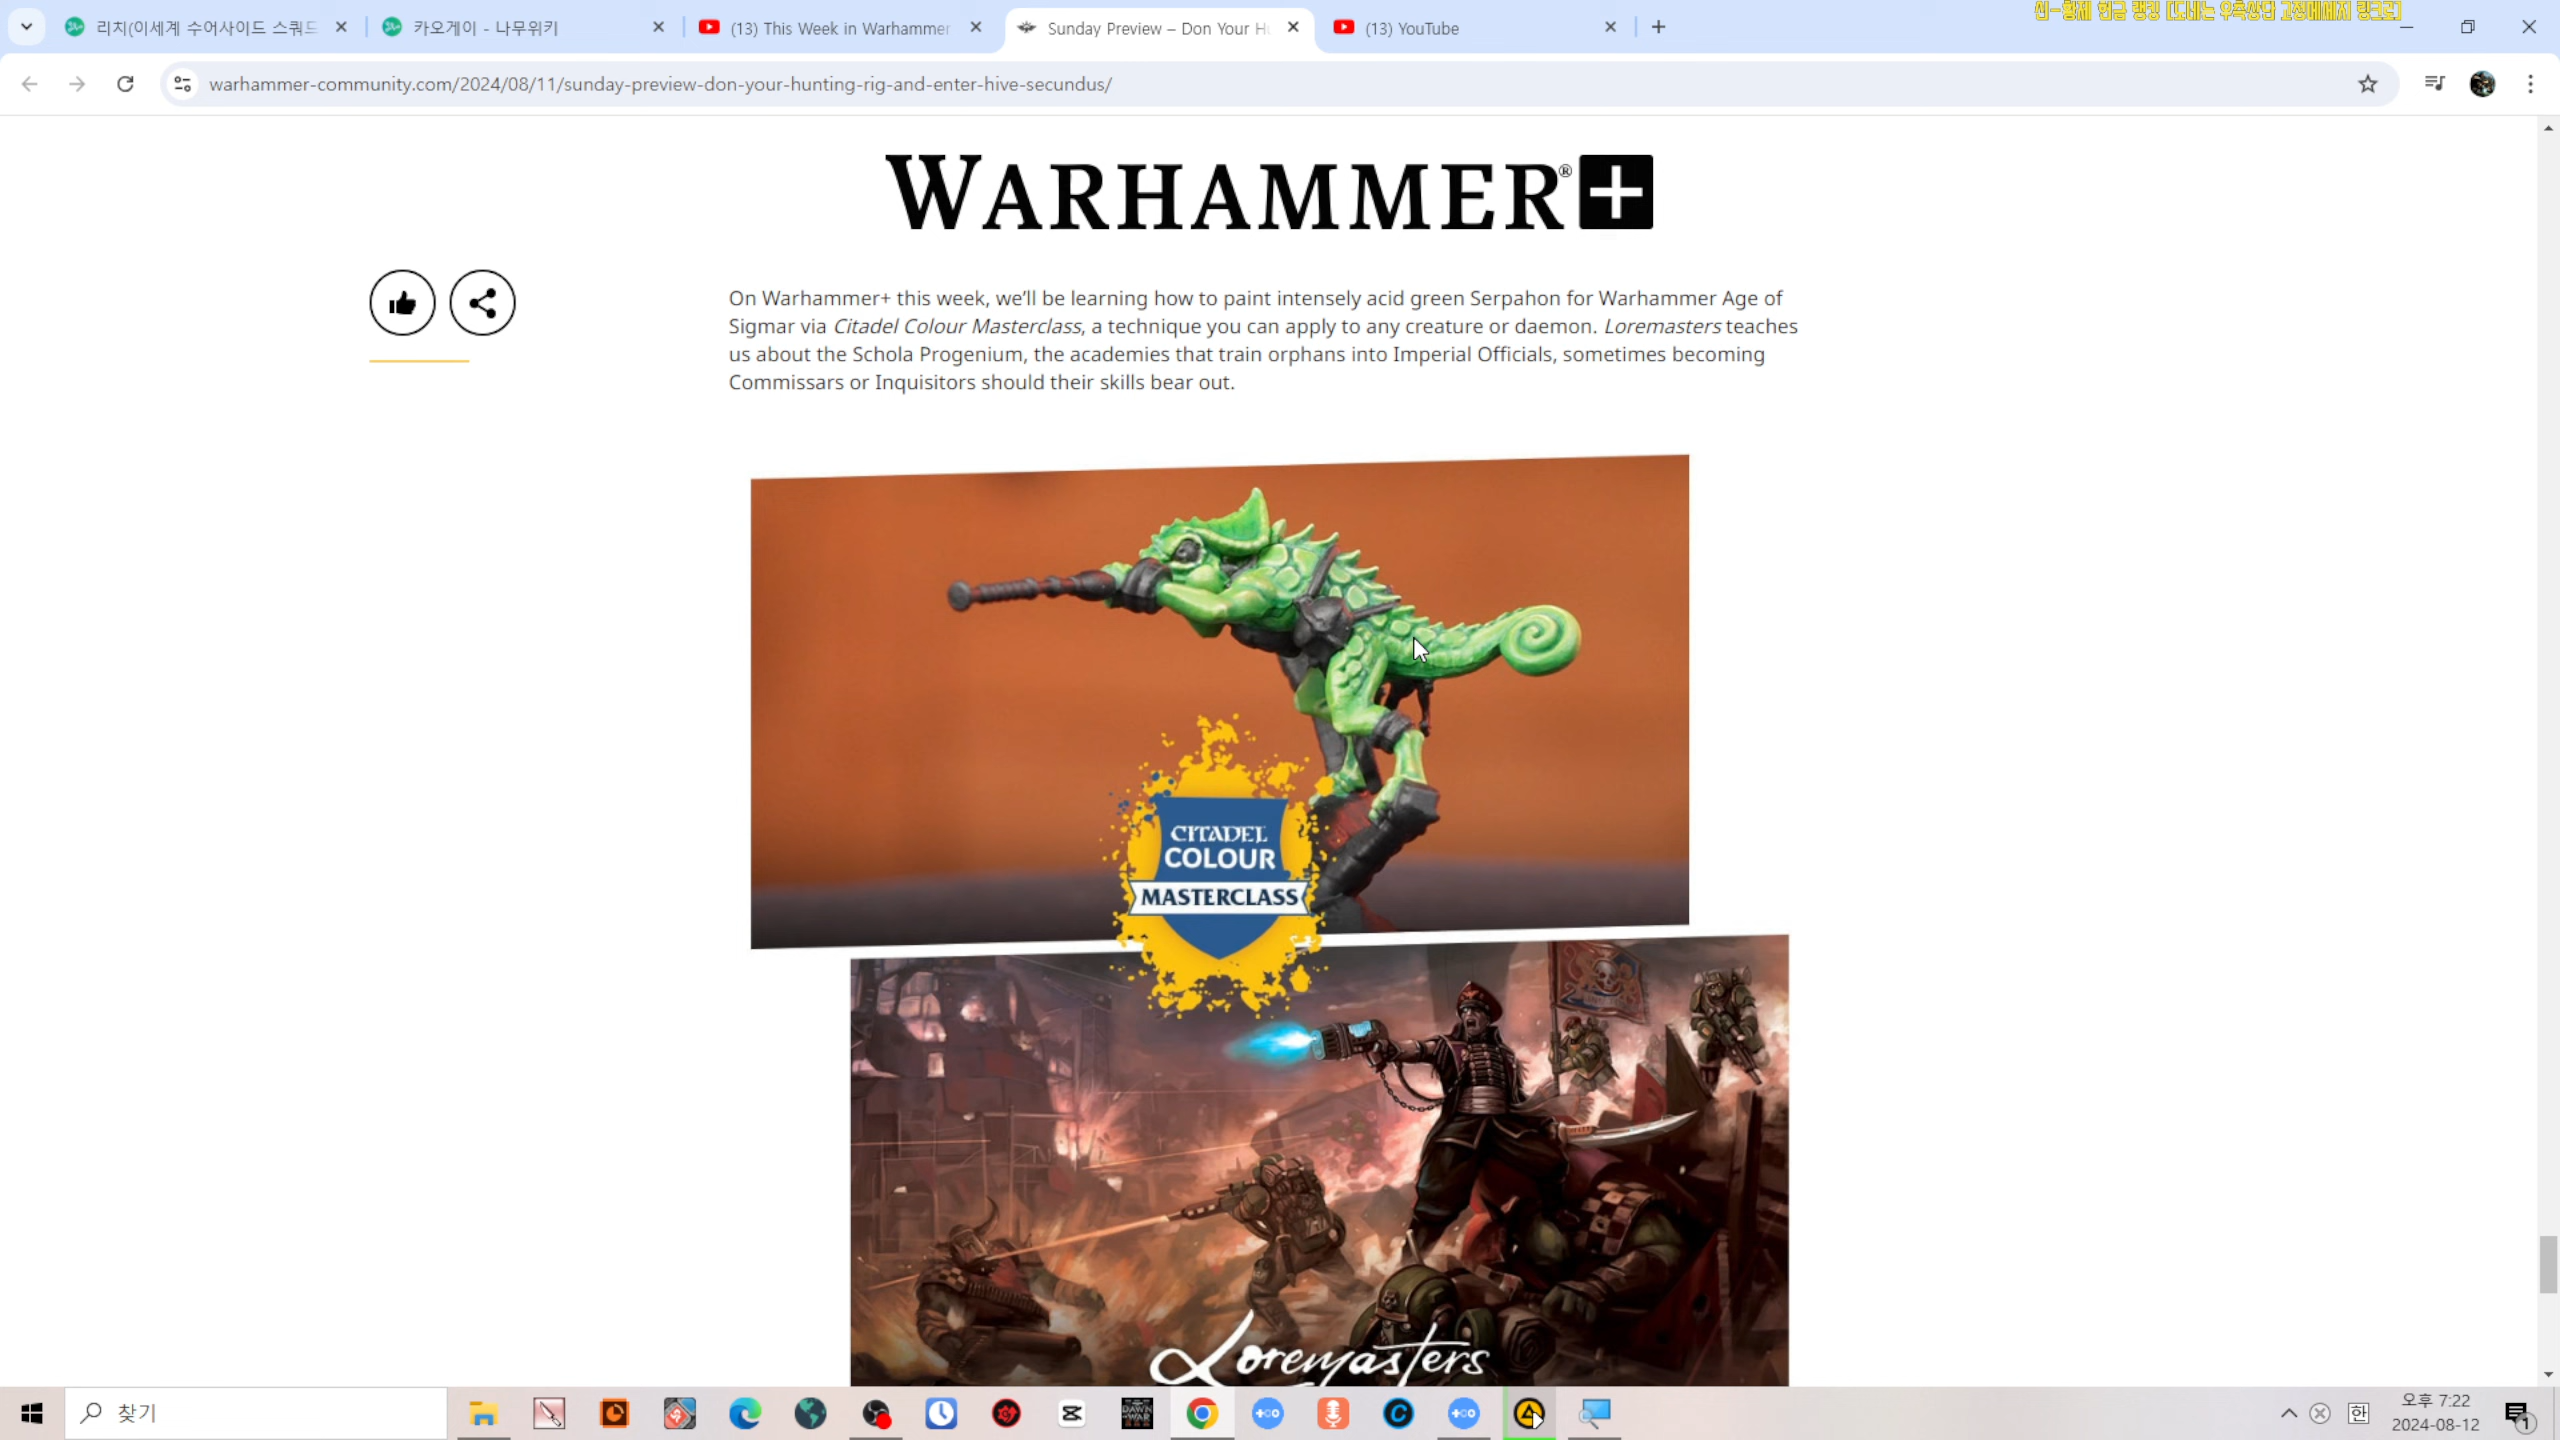 리치(이세계 수어사이드 스쿼드
카오게이 - 나무위키
(13) This Week in Warhammer
Sunday Preview – Don Your H
(13) YouTube
warhammer-community.com/2024/08/11/sunday-preview-don-your-hunting-rig-and-enter-hive-secundus/
WARHAMMER®+
On Warhammer+ this week, we'll be learning how to paint intensely acid green Serpahon for Warhammer Age of
Sigmar via Citadel Colour Masterclass, a technique you can apply to any creature or daemon. Loremasters teaches
us about the Schola Progenium, the academies that train orphans into Imperial Officials, sometimes becoming
Commissars or Inquisitors should their skills bear out.
CITADEL
COLOUR
MASTERCLASS
Loremasters
찾기
DAWN
WAR
한
오후 7:22
2024-08-12
1